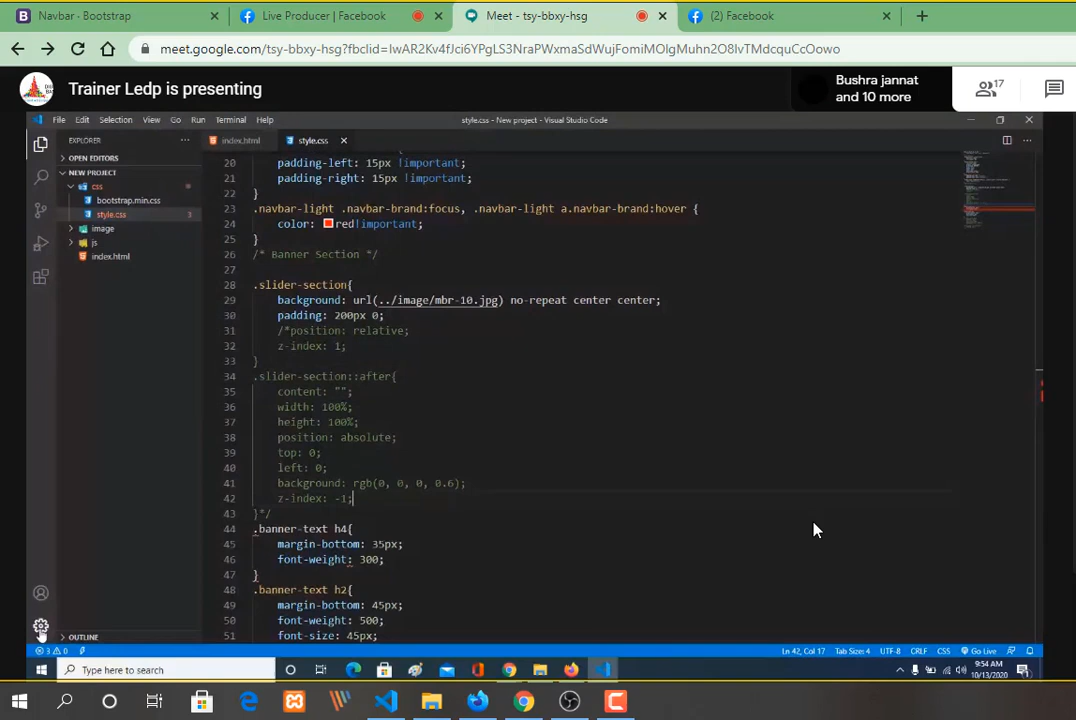 Navbar - Bootstrap
Live Producer | Facebook
Meet - tsy-bbxy-hsg
(2) Facebook
meet.google.com/tsy-bbxy-hsg?fbclid=IwAR2Kv4fJci6YPgLS3NraPWxmaSdWujFomiMOlgMuhn2O8lvTMdcquCcOowo
Trainer Ledp is presenting
Bushra jannat
and 10 more
17
File Edit Selection View Go Run Terminal Help
style.css - New project - Visual Studio Code
EXPLORER
index.html
style.css
OPEN EDITORS
NEW PROJECT
css
bootstrap.min.css
style.css 3
image
js
index.html
OUTLINE
20 padding-left: 15px !important;
21 padding-right: 15px !important;
22 }
23 .navbar-light .navbar-brand:focus, .navbar-light a.navbar-brand:hover {
24 color: red!important;
25 }
26 /* Banner Section */
27
28 .slider-section{
29 background: url(../image/mbr-10.jpg) no-repeat center center;
30 padding: 200px 0;
31 /*position: relative;
32 z-index: 1;
33 }
34 .slider-section::after{
35 content: "";
36 width: 100%;
37 height: 100%;
38 position: absolute;
39 top: 0;
40 left: 0;
41 background: rgb(0, 0, 0, 0.6);
42 z-index: -1;
43 }*/
44 .banner-text h4{
45 margin-bottom: 35px;
46 font-weight: 300;
47 }
48 .banner-text h2{
49 margin-bottom: 45px;
50 font-weight: 500;
51 font-size: 45px;
3 0
Ln 42, Col 17 Tab Size: 4 UTF-8 CRLF CSS Go Live
Type here to search
9:54 AM
10/13/2020